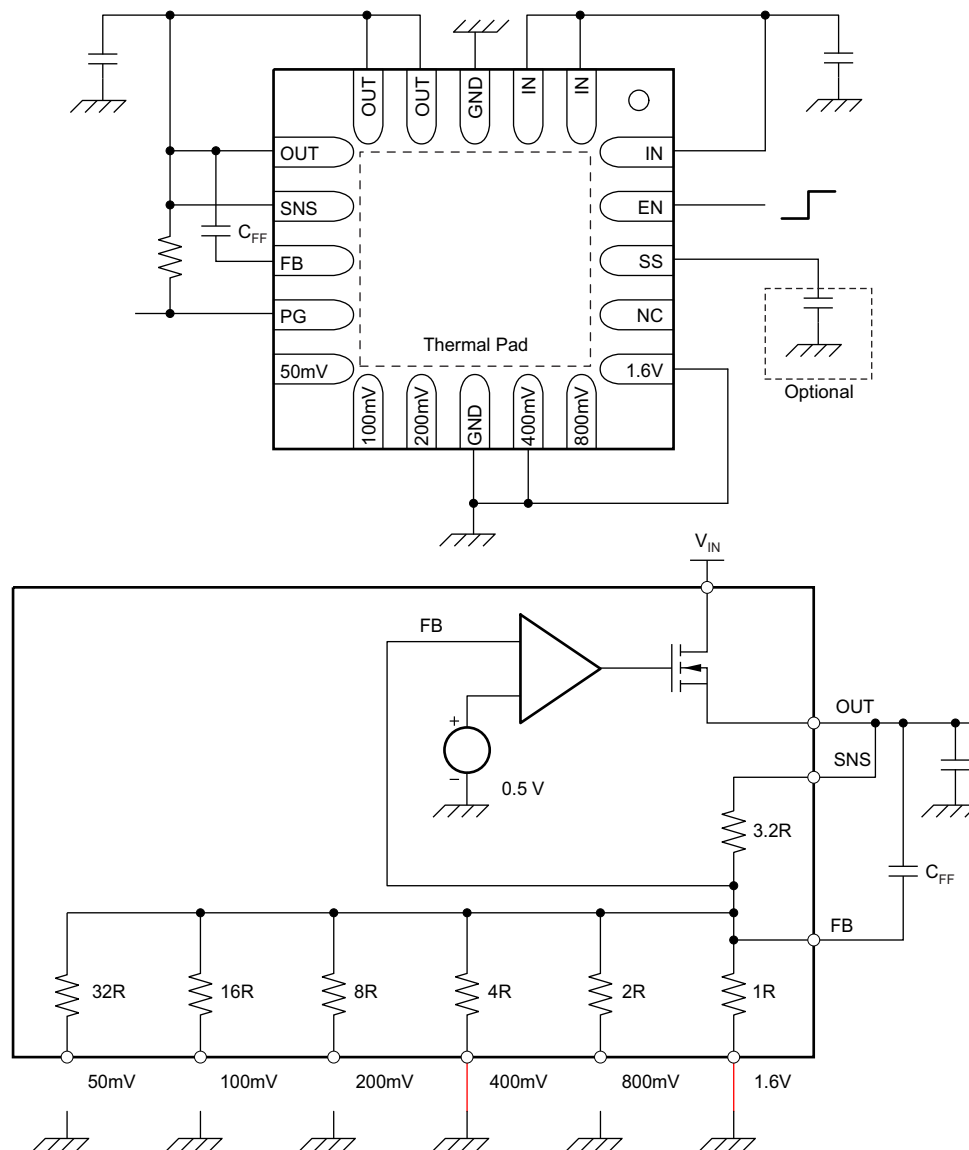 OUT
OUT
GND
IN
IN
OUT
SNS
C_FF
FB
PG
50mV
IN
EN
SS
NC
1.6V
Thermal Pad
100mV
200mV
GND
400mV
800mV
Optional
V_IN
FB
+
−
0.5 V
OUT
SNS
3.2R
C_FF
FB
32R
16R
8R
4R
2R
1R
50mV
100mV
200mV
400mV
800mV
1.6V